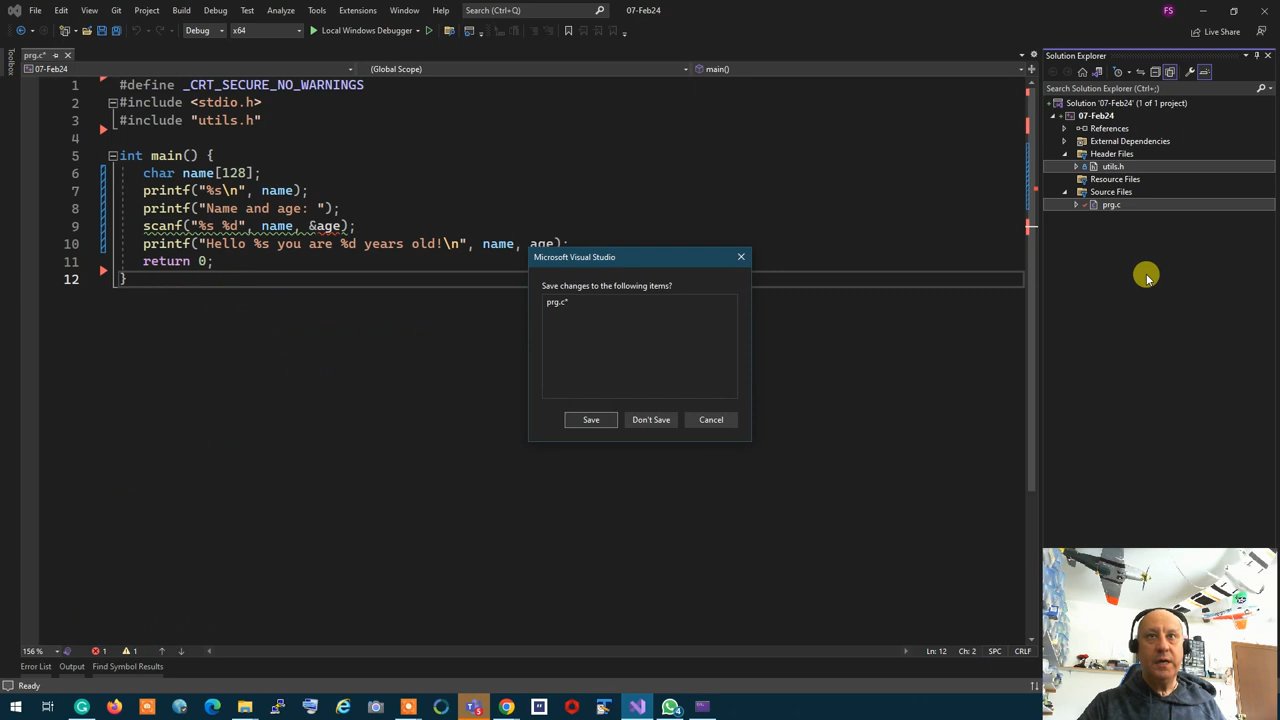 File Edit View Git Project Build Debug Test Analyze Tools Extensions Window Help Search (Ctrl+Q) 07-Feb24 FS
Debug x64 Local Windows Debugger Live Share
Toolbox
prg.c*
07-Feb24 (Global Scope) main()
1 #define _CRT_SECURE_NO_WARNINGS
2 #include <stdio.h>
3 #include "utils.h"
4
5 int main() {
6 char name[128];
7 printf("%s\n", name);
8 printf("Name and age: ");
9 scanf("%s %d", name, &age);
10 printf("Hello %s you are %d years old!\n", name, age);
11 return 0;
12 }
Microsoft Visual Studio
Save changes to the following items?
prg.c*
Save Don't Save Cancel
Solution Explorer
Search Solution Explorer (Ctrl+;)
Solution '07-Feb24' (1 of 1 project)
07-Feb24
References
External Dependencies
Header Files
utils.h
Resource Files
Source Files
prg.c
156 % 1 1 Ln: 12 Ch: 2 SPC CRLF
Error List Output Find Symbol Results
Ready
5
4